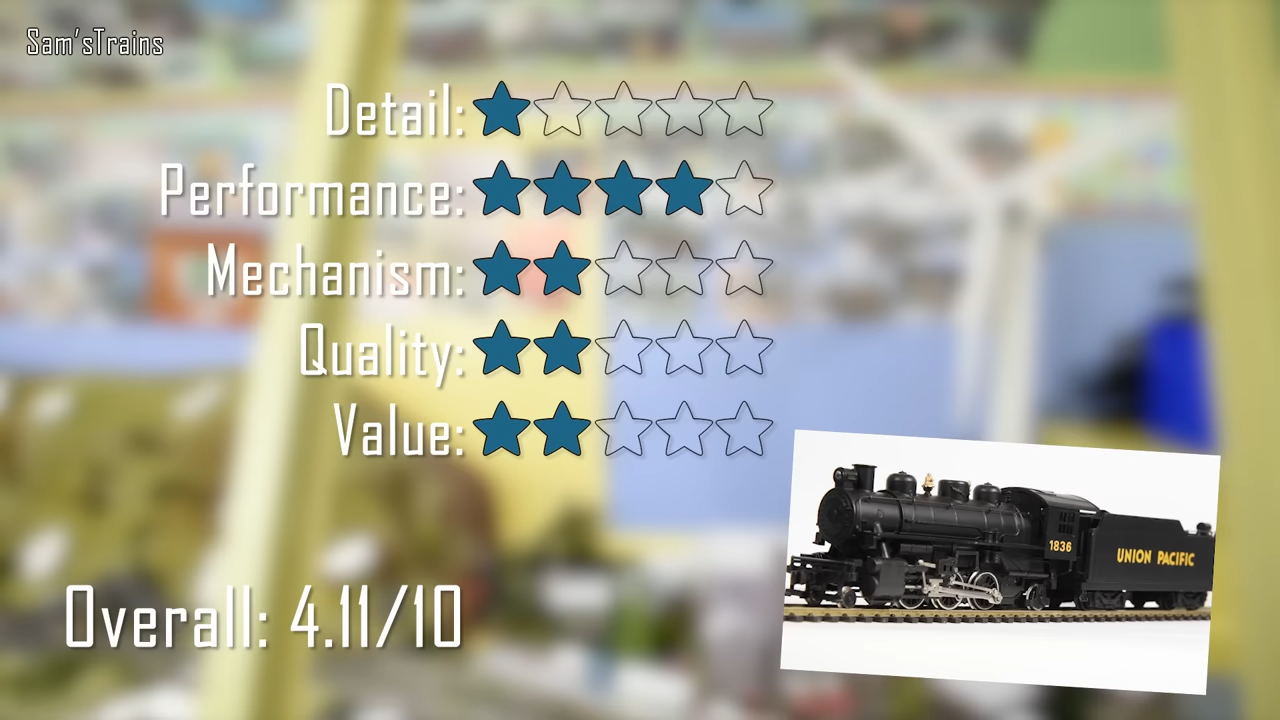 Sam'sTrains
Detail:
Performance:
Mechanism:
Quality:
Value:
Overall: 4.11/10
1836
UNION PACIFIC